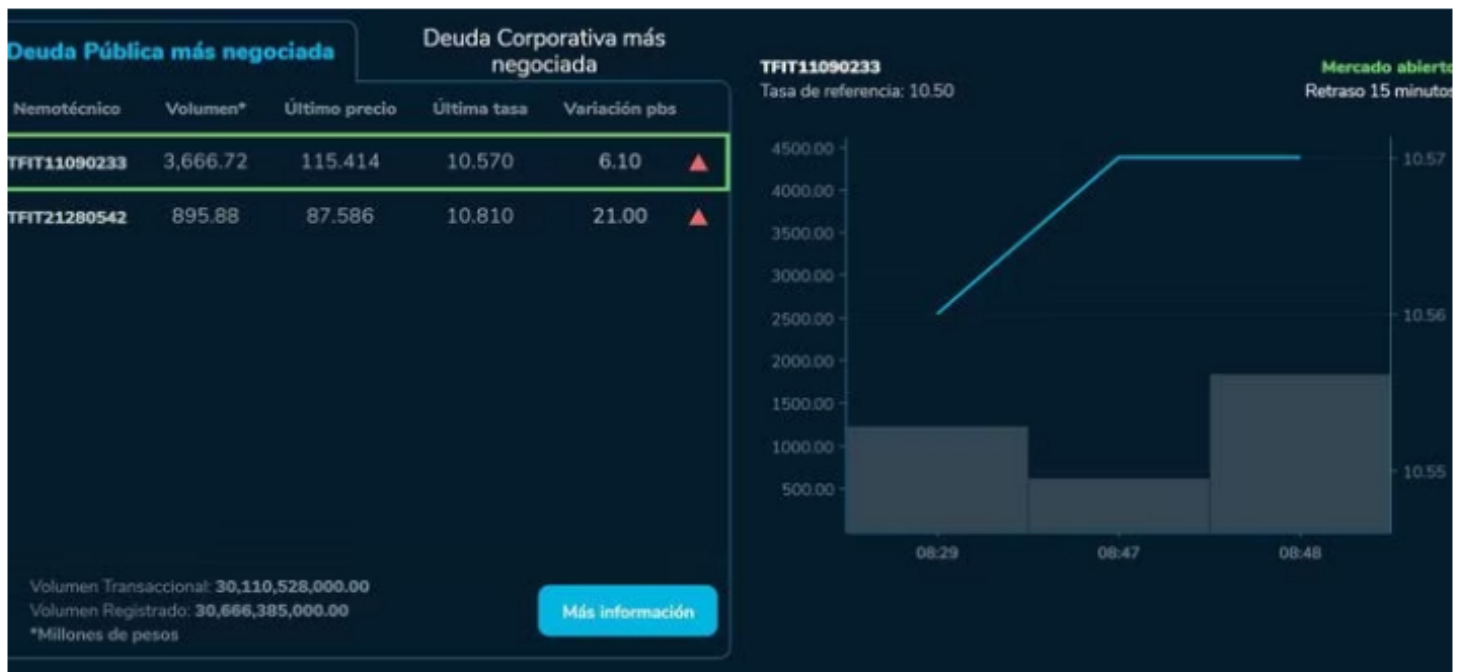 Deuda Pública más negociada
Deuda Corporativa más
negociada
Nemotécnico Volumen* Último precio Última tasa Variación pbs
TFIT11090233 3,666.72 115.414 10.570 6.10
TFIT21280542 895.88 87.586 10.810 21.00
Volumen Transaccional: 30,110,528,000.00
Volumen Registrado: 30,666,385,000.00
*Millones de pesos
Más información
TFIT11090233
Tasa de referencia: 10.50
Mercado abierto
Retraso 15 minutos
4500.00
4000.00
3500.00
3000.00
2500.00
2000.00
1500.00
1000.00
500.00
10.57
10.56
10.55
08:29 08:47 08:48